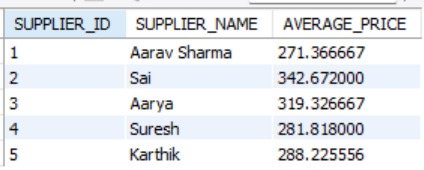 SUPPLIER_ID SUPPLIER_NAME AVERAGE_PRICE
1 Aarav Sharma 271.366667
2 Sai 342.672000
3 Aarya 319.326667
4 Suresh 281.818000
5 Karthik 288.225556